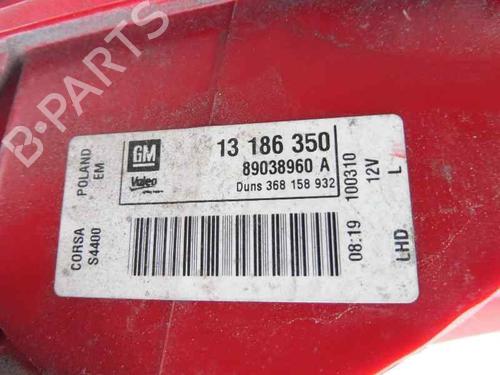 GM
Valeo
13 186 350
89038960 A
Duns 368 158 932
POLAND
EM
CORSA
S4400
08:19 100310
12V
LHD L
B-PARTS